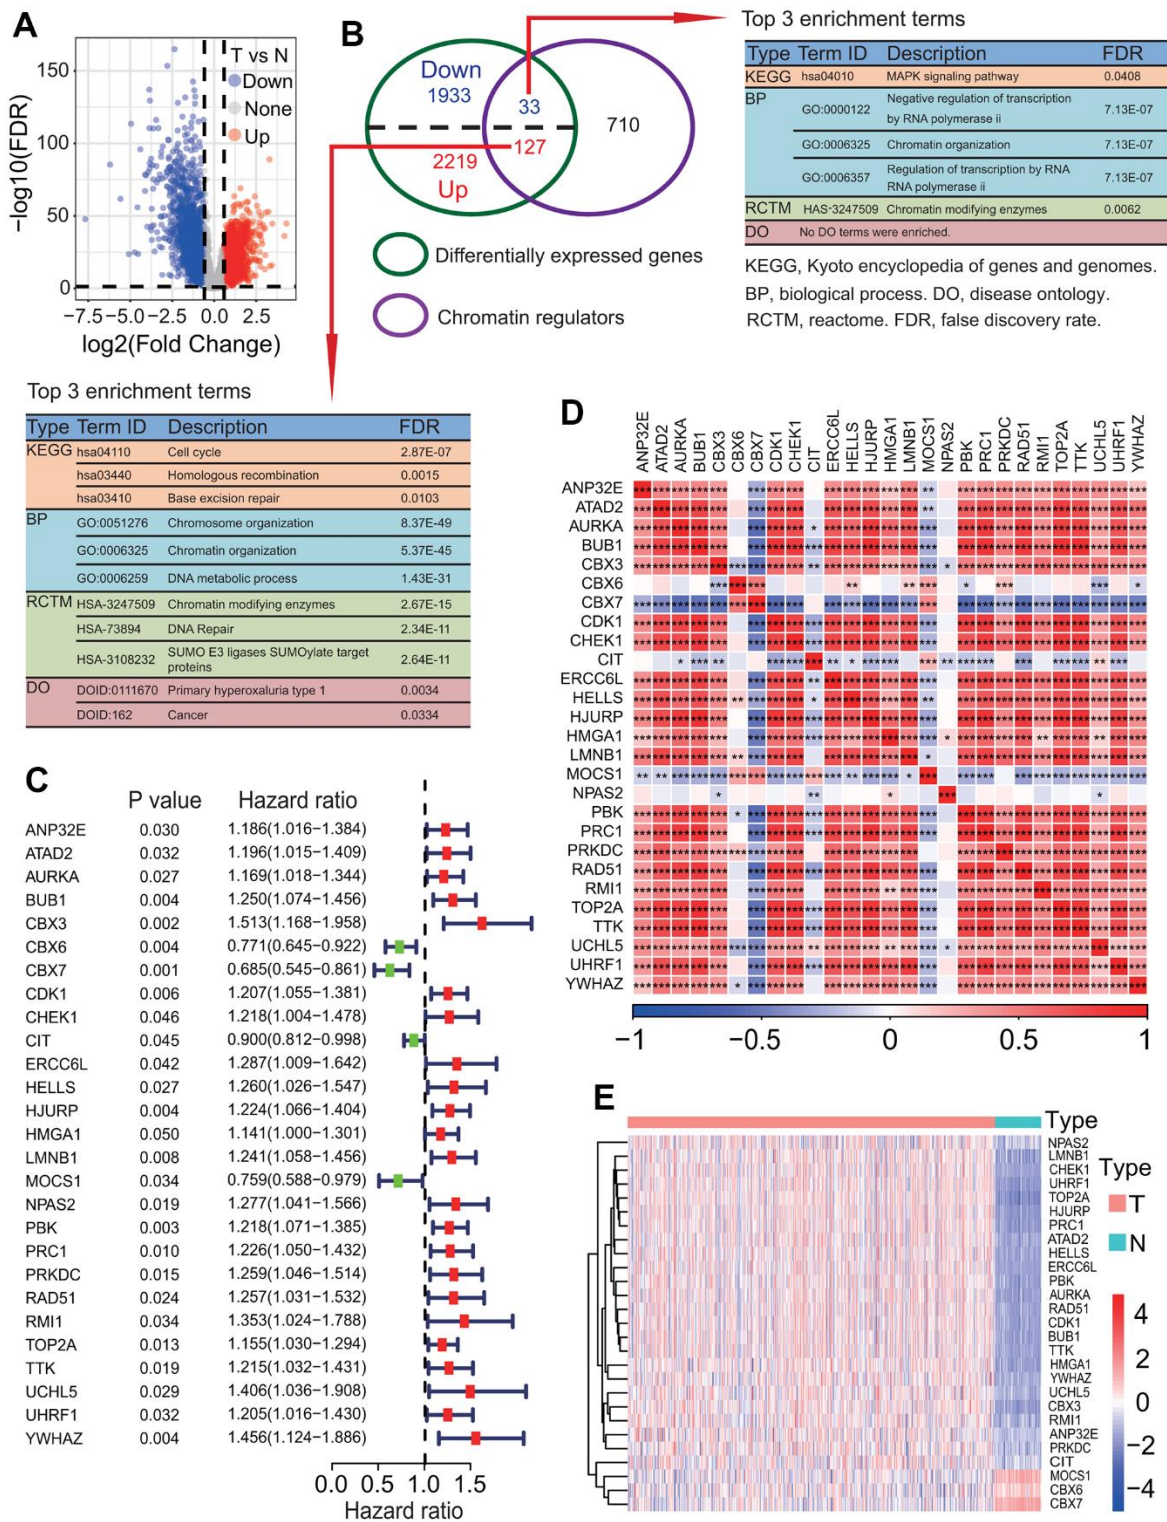 A
T vs N
Down
None
Up
150
100
50
0
−log10(FDR)
−7.5 −5.0 −2.5 0.0 2.5
log2(Fold Change)
B
Down
1933
33
710
127
2219
Up
Differentially expressed genes
Chromatin regulators
Top 3 enrichment terms
Type Term ID Description FDR
KEGG hsa04010 MAPK signaling pathway 0.0408
BP GO:0000122 Negative regulation of transcription by RNA polymerese ii 7.13E-07
GO:0006325 Chromatin organization 7.13E-07
GO:0006357 Regulation of transcription by RNA RNA polymerese ii 7.13E-07
RCTM HAS-3247509 Chromatin modifying enzymes 0.0062
DO No DO terms were enriched.
KEGG, Kyoto encyclopedia of genes and genomes.
BP, biological process. DO, disease ontology.
RCTM, reactome. FDR, false discovery rate.
Top 3 enrichment terms
Type Term ID Description FDR
KEGG hsa04110 Cell cycle 2.87E-07
hsa03440 Homologous recombination 0.0015
hsa03410 Base excision repair 0.0103
BP GO:0051276 Chromosome organization 8.37E-49
GO:0006325 Chromatin organization 5.37E-45
GO:0006259 DNA metabolic process 1.43E-31
RCTM HSA-3247509 Chromatin modifying enzymes 2.67E-15
HSA-73894 DNA Repair 2.34E-11
HSA-3108232 SUMO E3 ligases SUMOylate target proteins 2.64E-11
DO DOID:0111670 Primary hyperoxaluria type 1 0.0034
DOID:162 Cancer 0.0334
C
P value Hazard ratio
ANP32E 0.030 1.186(1.016−1.384)
ATAD2 0.032 1.196(1.015−1.409)
AURKA 0.027 1.169(1.018−1.344)
BUB1 0.004 1.250(1.074−1.456)
CBX3 0.002 1.513(1.168−1.958)
CBX6 0.004 0.771(0.645−0.922)
CBX7 0.001 0.685(0.545−0.861)
CDK1 0.006 1.207(1.055−1.381)
CHEK1 0.046 1.218(1.004−1.478)
CIT 0.045 0.900(0.812−0.998)
ERCC6L 0.042 1.287(1.009−1.642)
HELLS 0.027 1.260(1.026−1.547)
HJURP 0.004 1.224(1.066−1.404)
HMGA1 0.050 1.141(1.000−1.301)
LMNB1 0.008 1.241(1.058−1.456)
MOCS1 0.034 0.759(0.588−0.979)
NPAS2 0.019 1.277(1.041−1.566)
PBK 0.003 1.218(1.071−1.385)
PRC1 0.010 1.226(1.050−1.432)
PRKDC 0.015 1.259(1.046−1.514)
RAD51 0.024 1.257(1.031−1.532)
RMI1 0.034 1.353(1.024−1.788)
TOP2A 0.013 1.155(1.030−1.294)
TTK 0.019 1.215(1.032−1.431)
UCHL5 0.029 1.406(1.036−1.908)
UHRF1 0.032 1.205(1.016−1.430)
YWHAZ 0.004 1.456(1.124−1.886)
0.0 0.5 1.0 1.5
Hazard ratio
D
ANP32E ATAD2 AURKA BUB1 CBX3 CBX6 CBX7 CDK1 CHEK1 CIT ERCC6L HELLS HJURP HMGA1 LMNB1 MOCS1 NPAS2 PBK PRC1 PRKDC RAD51 RMI1 TOP2A TTK UCHL5 UHRF1 YWHAZ
ANP32E
ATAD2
AURKA
BUB1
CBX3
CBX6
CBX7
CDK1
CHEK1
CIT
ERCC6L
HELLS
HJURP
HMGA1
LMNB1
MOCS1
NPAS2
PBK
PRC1
PRKDC
RAD51
RMI1
TOP2A
TTK
UCHL5
UHRF1
YWHAZ
−1 −0.5 0 0.5 1
E
Type
NPAS2
LMNB1
CHEK1
UHRF1
TOP2A
HJURP
PRC1
ATAD2
HELLS
ERCC6L
PBK
AURKA
RAD51
CDK1
BUB1
TTK
HMGA1
YWHAZ
UCHL5
CBX3
RMI1
ANP32E
PRKDC
CIT
MOCS1
CBX6
CBX7
Type
T
N
4
2
0
−2
−4